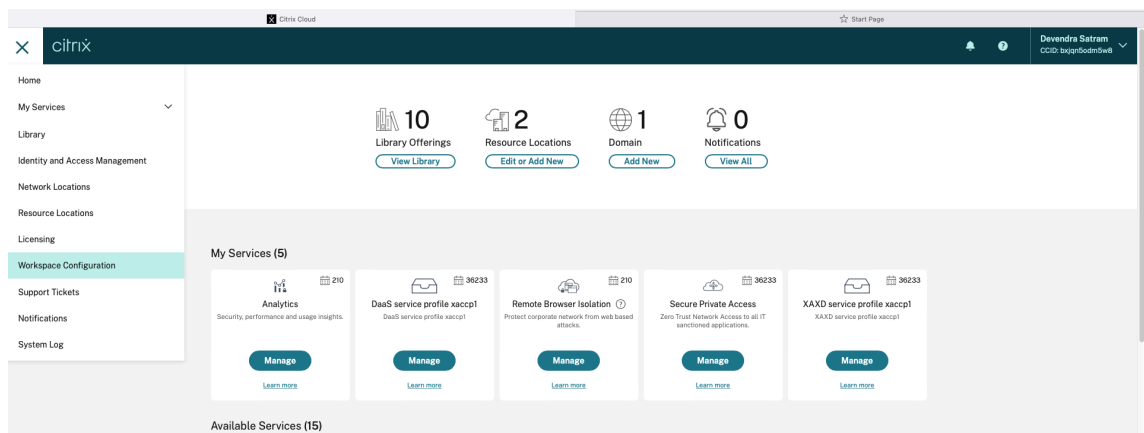 Citrix Cloud
Start Page
citrix
Devendra Satram
CCID: bxjqn5odm5w8
Home
My Services
Library
Identity and Access Management
Network Locations
Resource Locations
Licensing
Workspace Configuration
Support Tickets
Notifications
System Log
10
Library Offerings
View Library
2
Resource Locations
Edit or Add New
1
Domain
Add New
0
Notifications
View All
My Services (5)
210
Analytics
Security, performance and usage insights.
Manage
Learn more
36233
DaaS service profile xaccp1
DaaS service profile xaccp1
Manage
Learn more
210
Remote Browser Isolation ?
Protect corporate network from web based
attacks.
Manage
Learn more
36233
Secure Private Access
Zero Trust Network Access to all IT
sanctioned applications.
Manage
Learn more
36233
XAXD service profile xaccp1
XAXD service profile xaccp1
Manage
Learn more
Available Services (15)